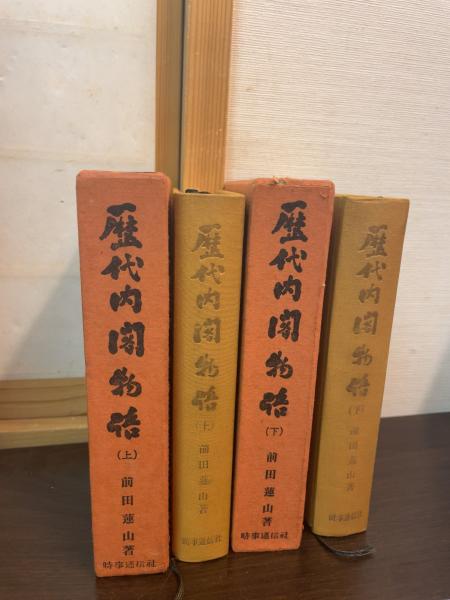 歴代内閣物語
(上)
前田蓮山著
時事通信社
歴代内閣物語
(上)
前田蓮山著
時事通信社
歴代内閣物語
(下)
前田蓮山著
時事通信社
歴代内閣物語
(下)
前田蓮山著
時事通信社